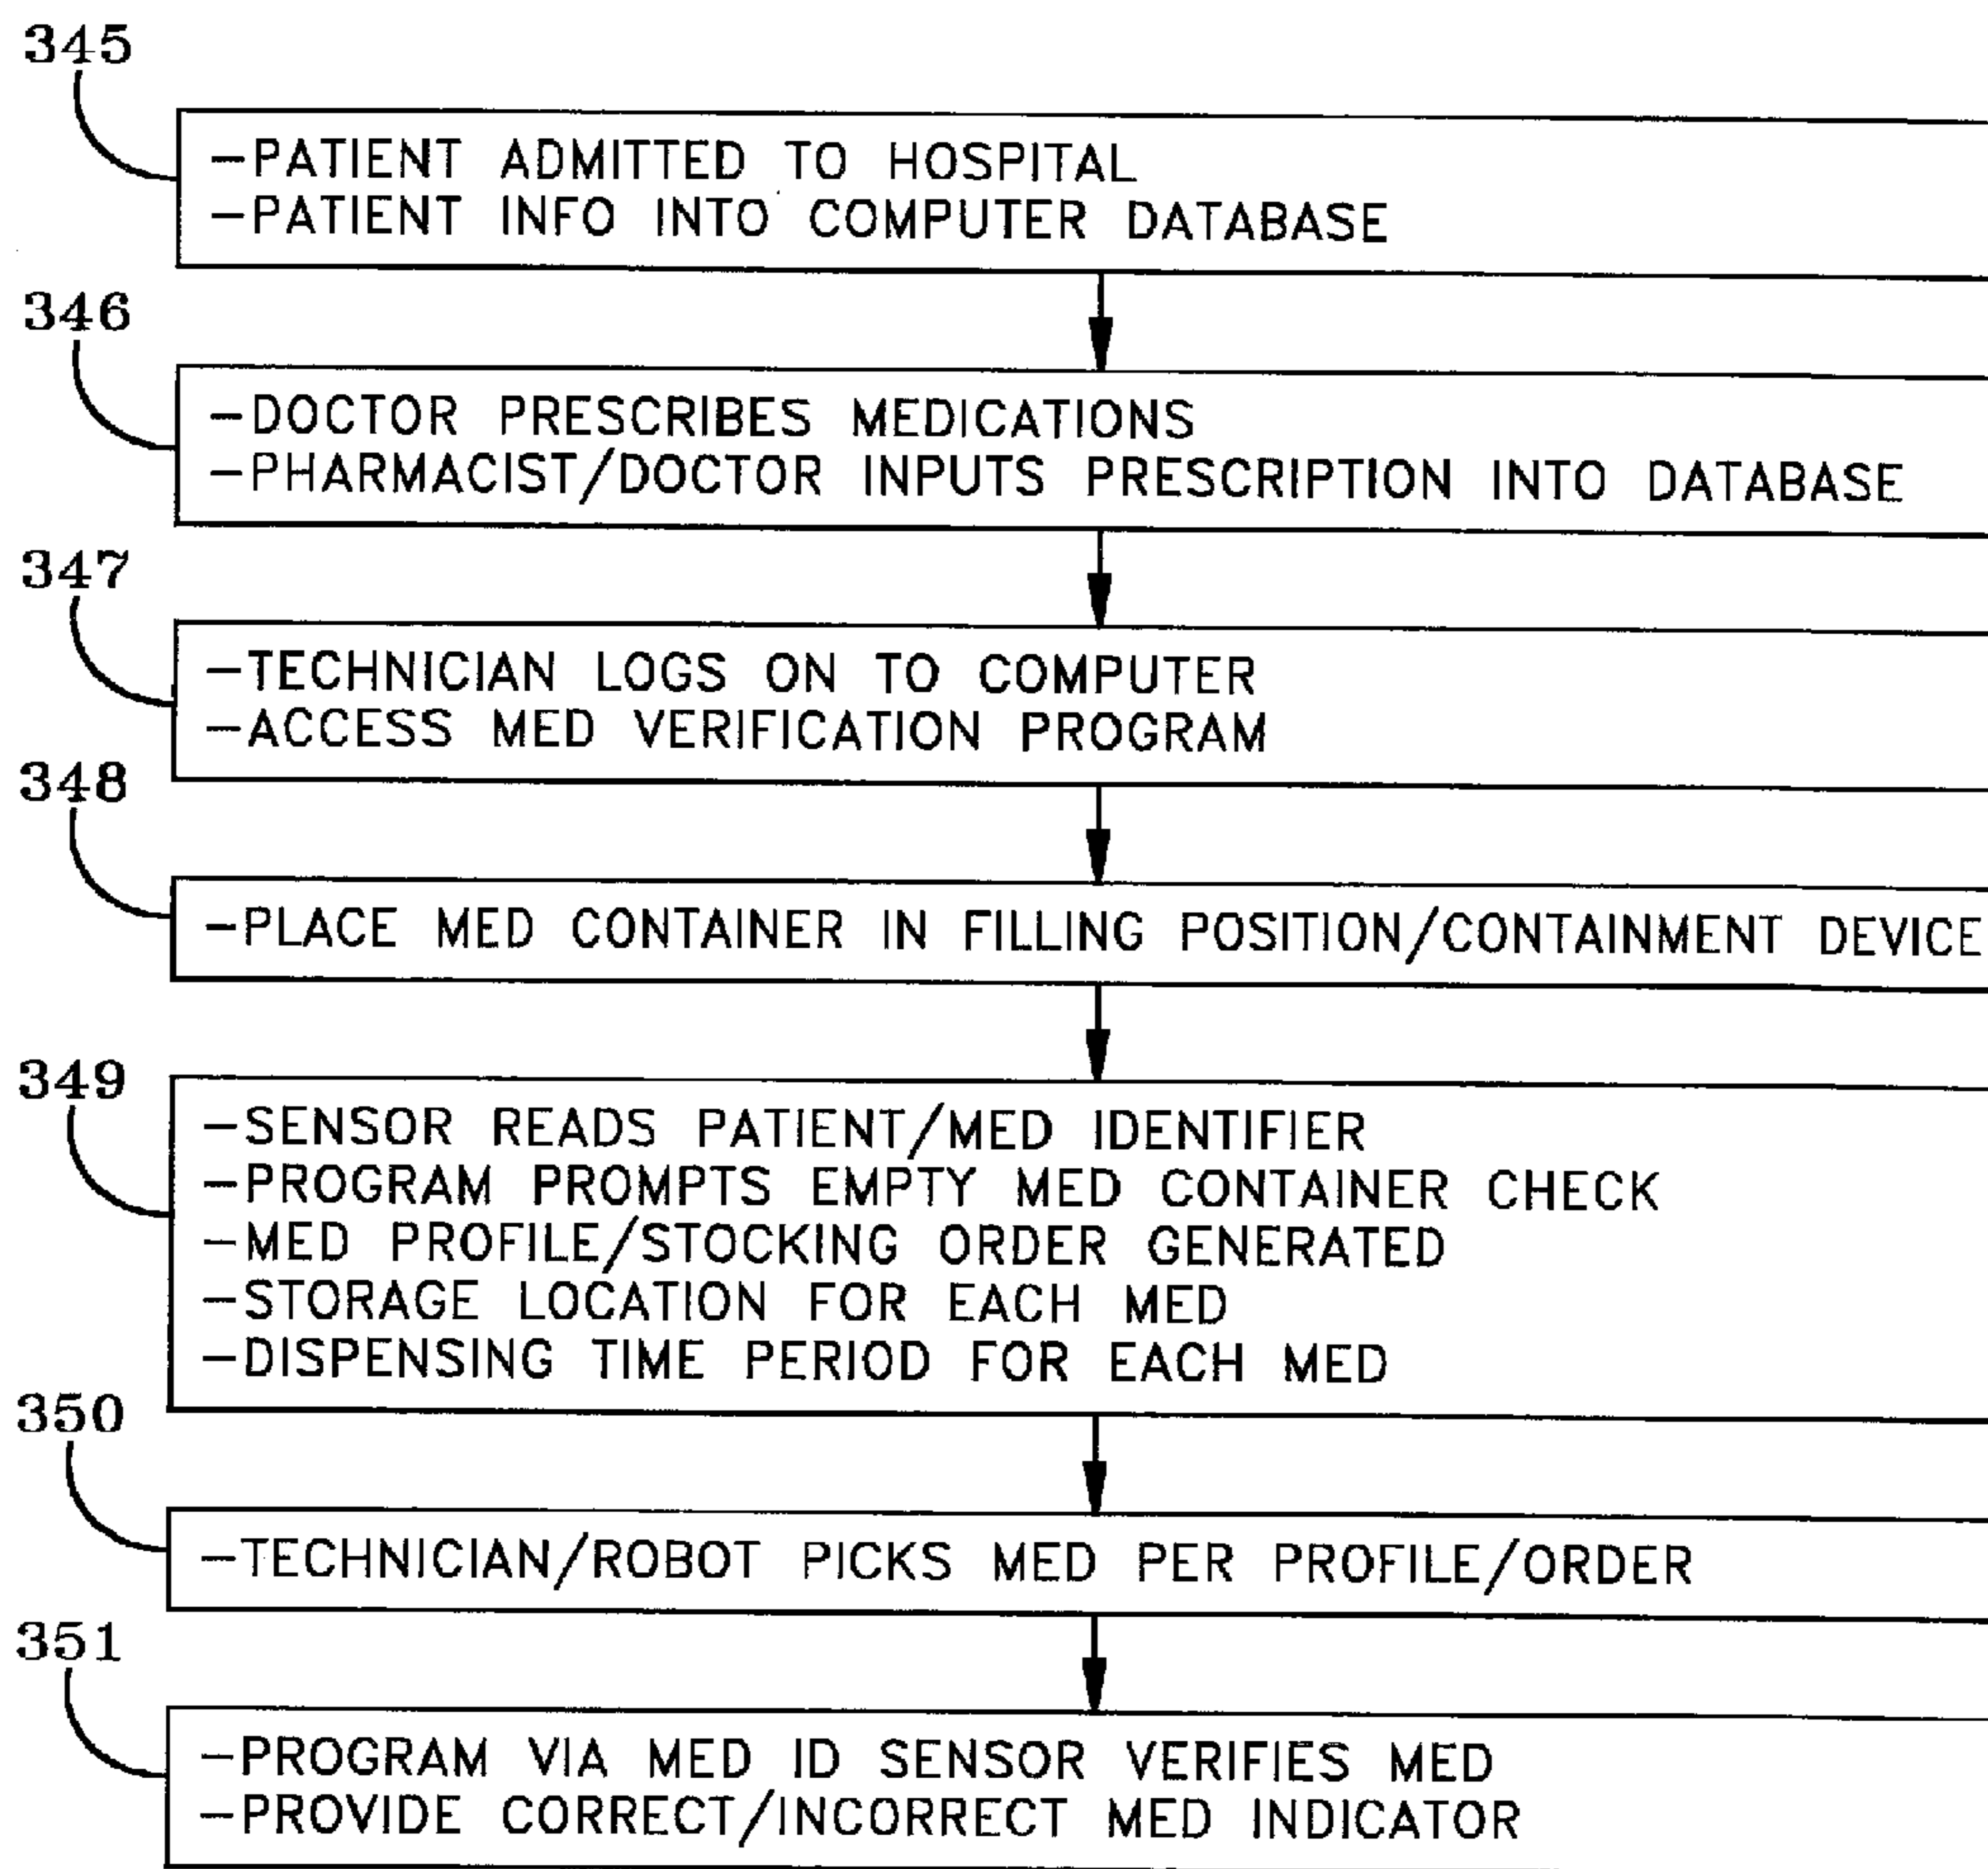 345
-PATIENT ADMITTED TO HOSPITAL
-PATIENT INFO INTO COMPUTER DATABASE
346
-DOCTOR PRESCRIBES MEDICATIONS
-PHARMACIST/DOCTOR INPUTS PRESCRIPTION INTO DATABASE
347
-TECHNICIAN LOGS ON TO COMPUTER
-ACCESS MED VERIFICATION PROGRAM
348
-PLACE MED CONTAINER IN FILLING POSITION/CONTAINMENT DEVICE
349
-SENSOR READS PATIENT/MED IDENTIFIER
-PROGRAM PROMPTS EMPTY MED CONTAINER CHECK
-MED PROFILE/STOCKING ORDER GENERATED
-STORAGE LOCATION FOR EACH MED
-DISPENSING TIME PERIOD FOR EACH MED
350
-TECHNICIAN/ROBOT PICKS MED PER PROFILE/ORDER
351
-PROGRAM VIA MED ID SENSOR VERIFIES MED
-PROVIDE CORRECT/INCORRECT MED INDICATOR